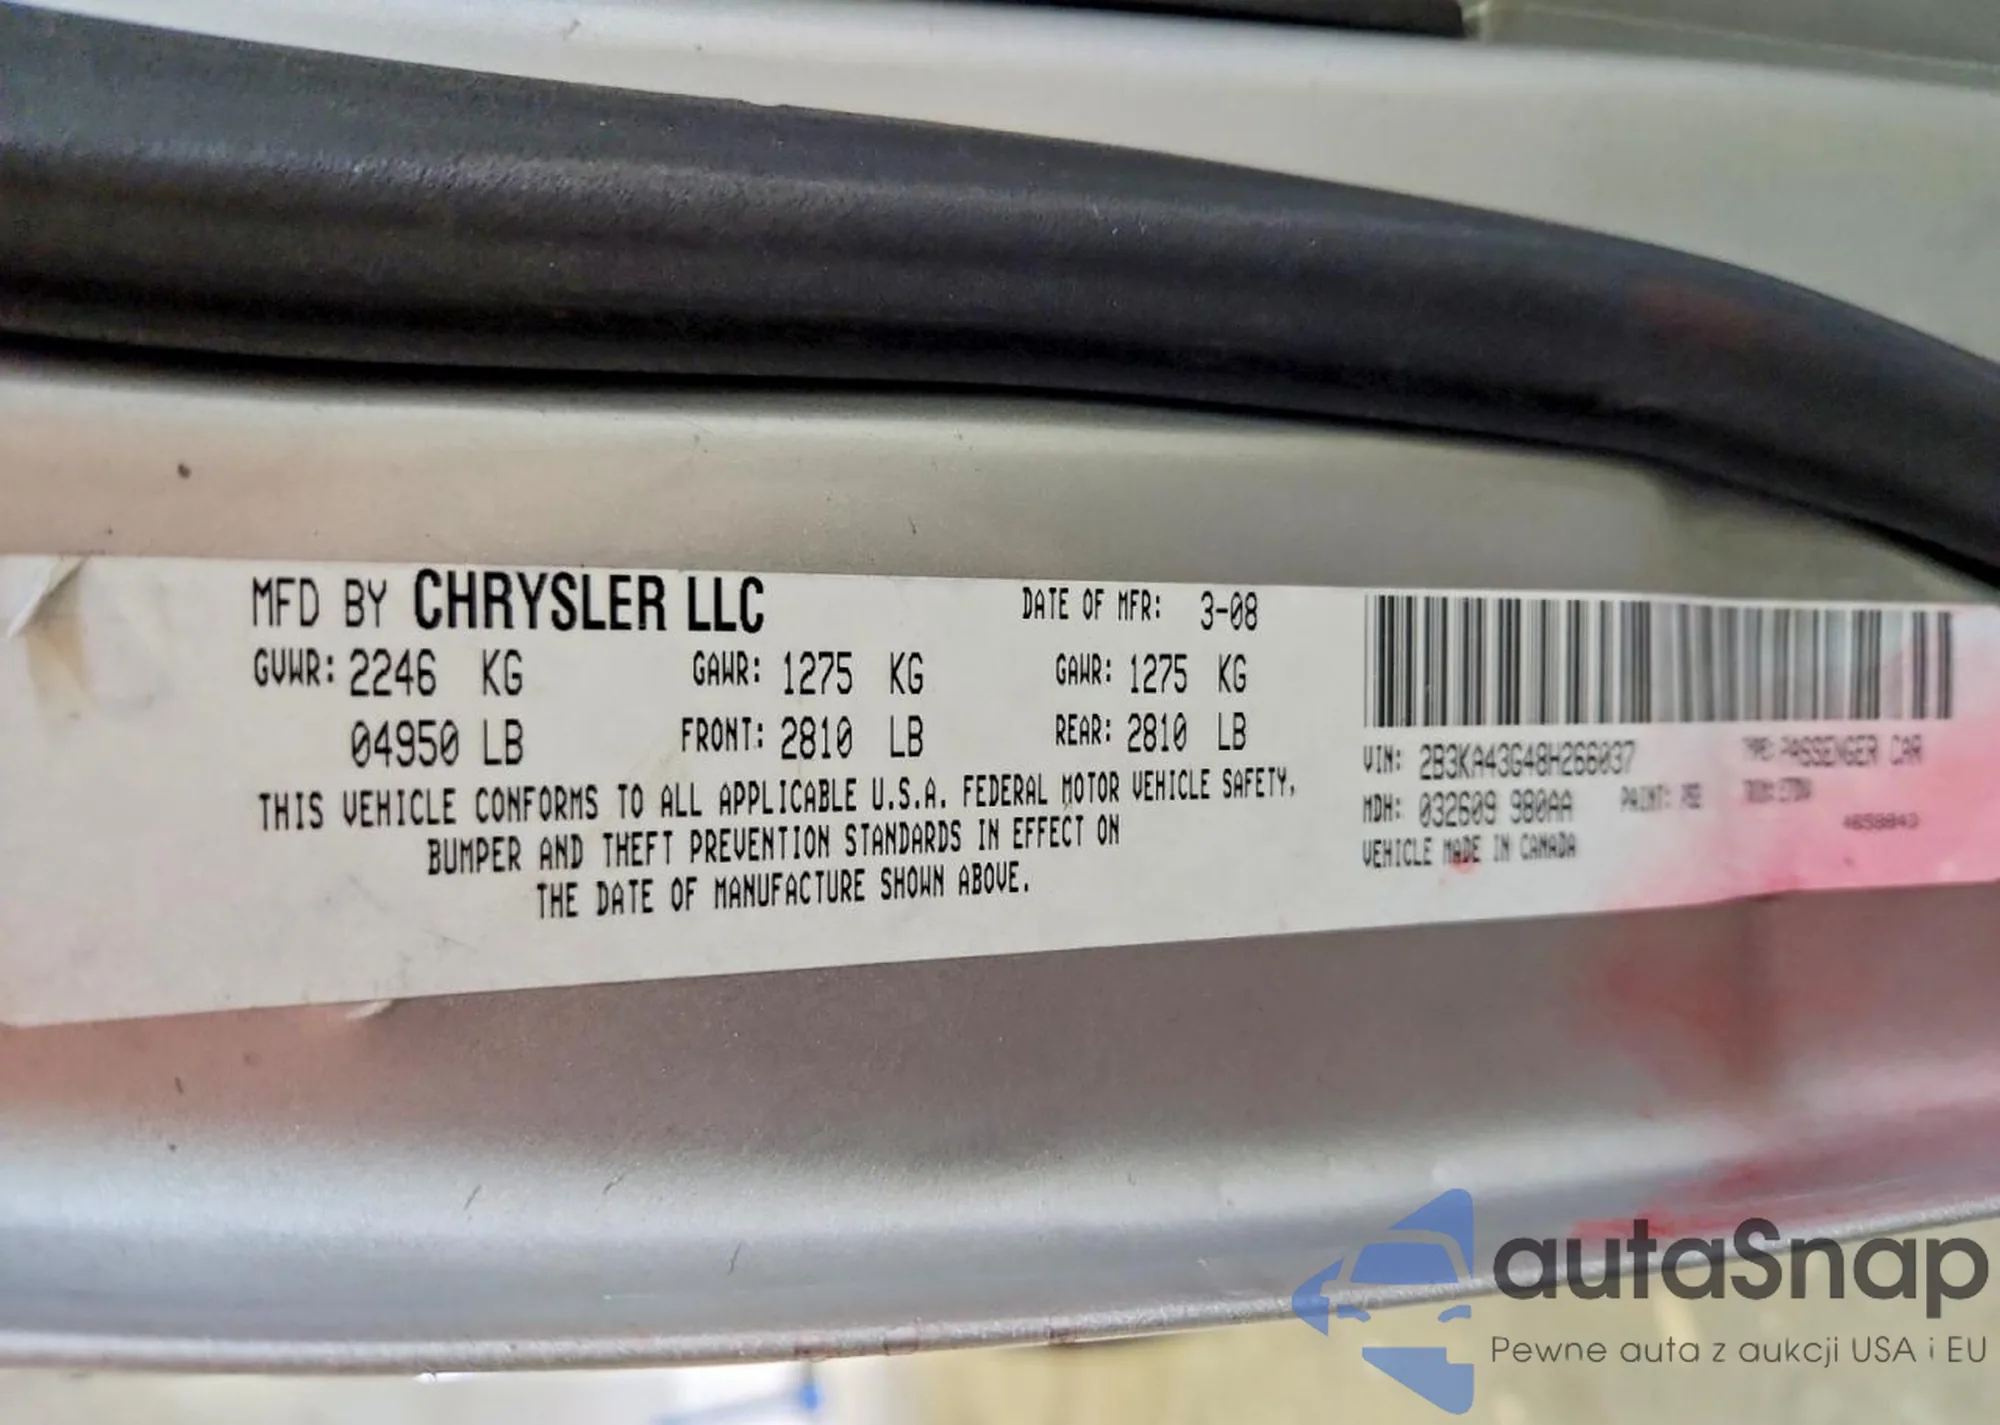 MFD BY CHRYSLER LLC DATE OF MFR: 3-08
GVWR: 2246 KG GAWR: 1275 KG GAWR: 1275 KG
04950 LB FRONT: 2810 LB REAR: 2810 LB
THIS VEHICLE CONFORMS TO ALL APPLICABLE U.S.A. FEDERAL MOTOR VEHICLE SAFETY,
BUMPER AND THEFT PREVENTION STANDARDS IN EFFECT ON
THE DATE OF MANUFACTURE SHOWN ABOVE.
VIN: 2B3KA43G48H266037 TYPE: PASSENGER CAR
MDH: 032609 980AA PAINT:
VEHICLE MADE IN CANADA
autaSnap
Pewne auta z aukcji USA i EU